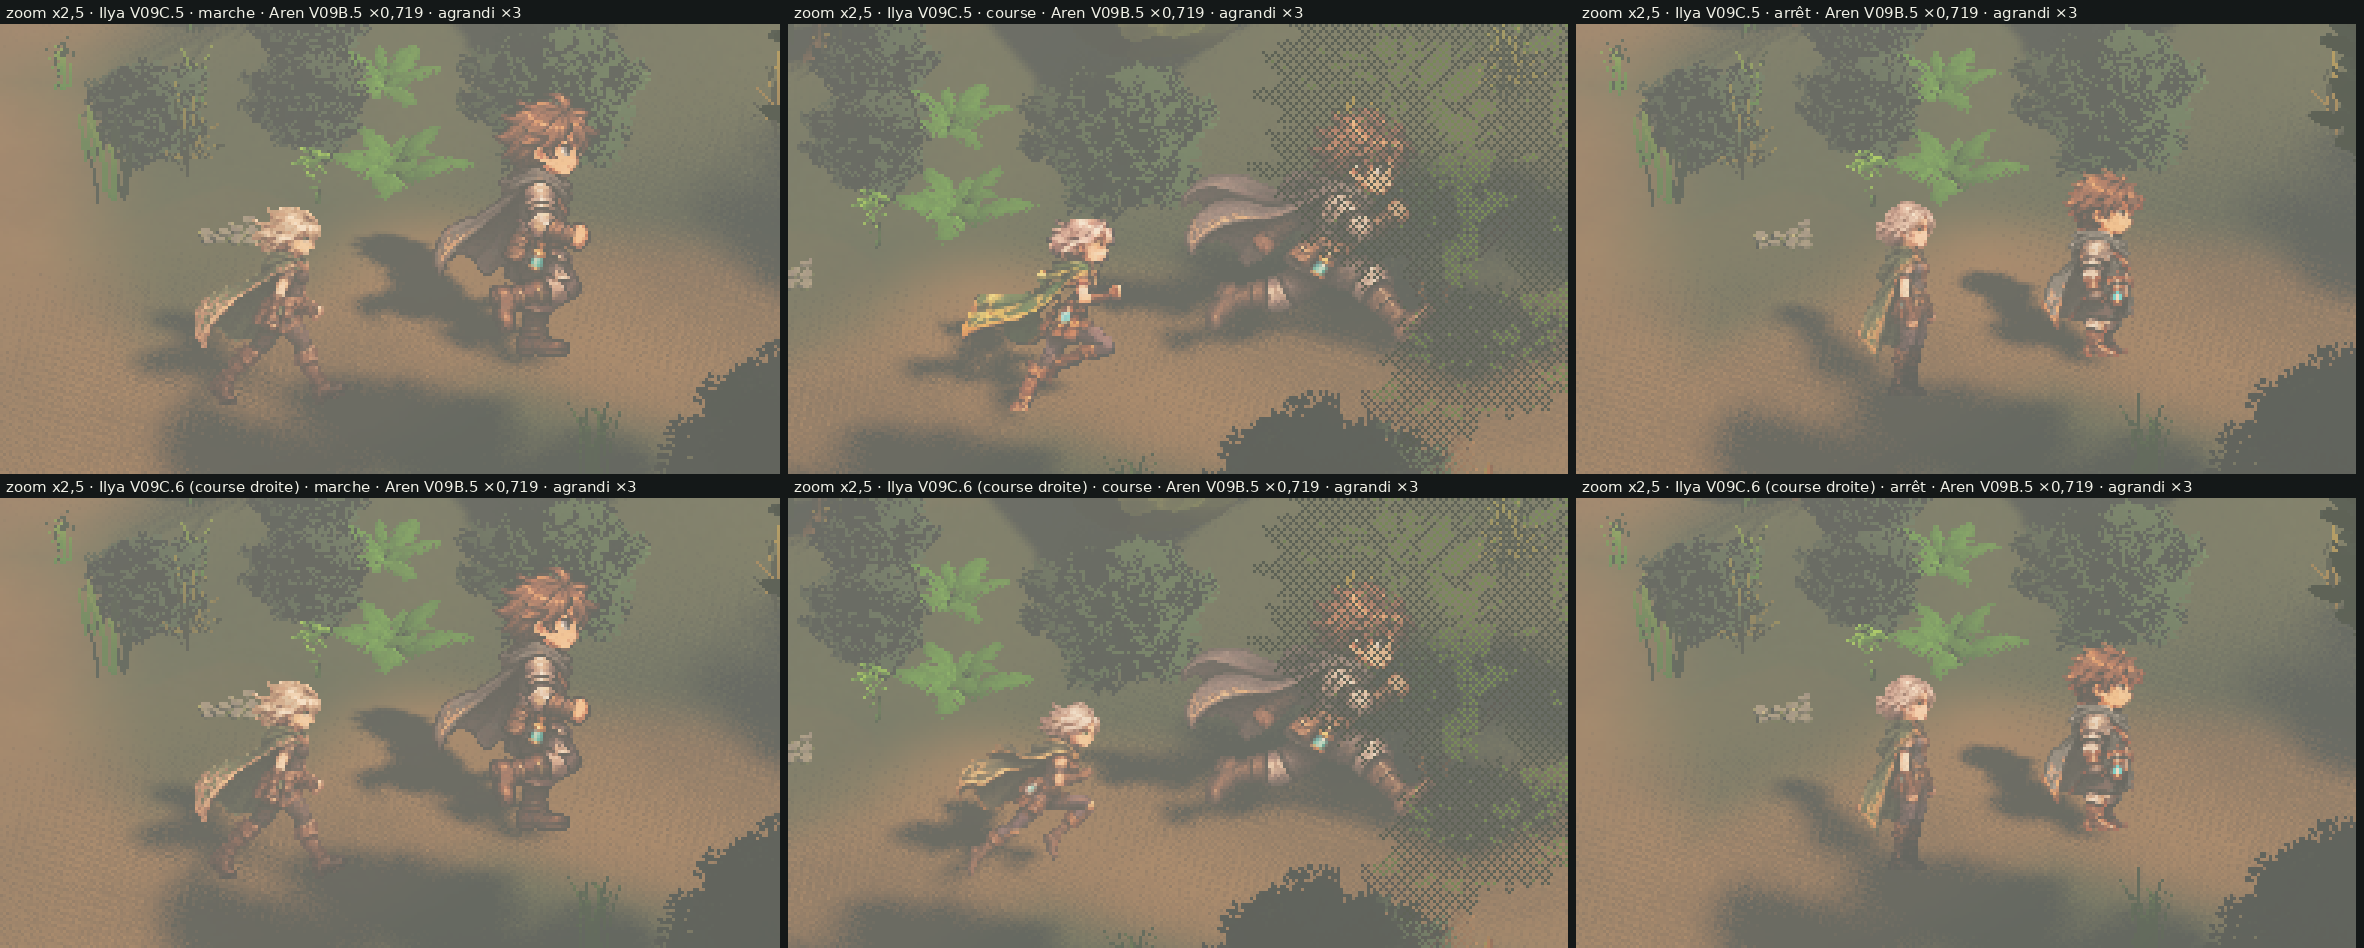 zoom x2,5 · Ilya V09C.5 · marche · Aren V09B.5 ×0,719 · agrandi ×3
zoom x2,5 · Ilya V09C.5 · course · Aren V09B.5 ×0,719 · agrandi ×3
zoom x2,5 · Ilya V09C.5 · arrêt · Aren V09B.5 ×0,719 · agrandi ×3
zoom x2,5 · Ilya V09C.6 (course droite) · marche · Aren V09B.5 ×0,719 · agrandi ×3
zoom x2,5 · Ilya V09C.6 (course droite) · course · Aren V09B.5 ×0,719 · agrandi ×3
zoom x2,5 · Ilya V09C.6 (course droite) · arrêt · Aren V09B.5 ×0,719 · agrandi ×3